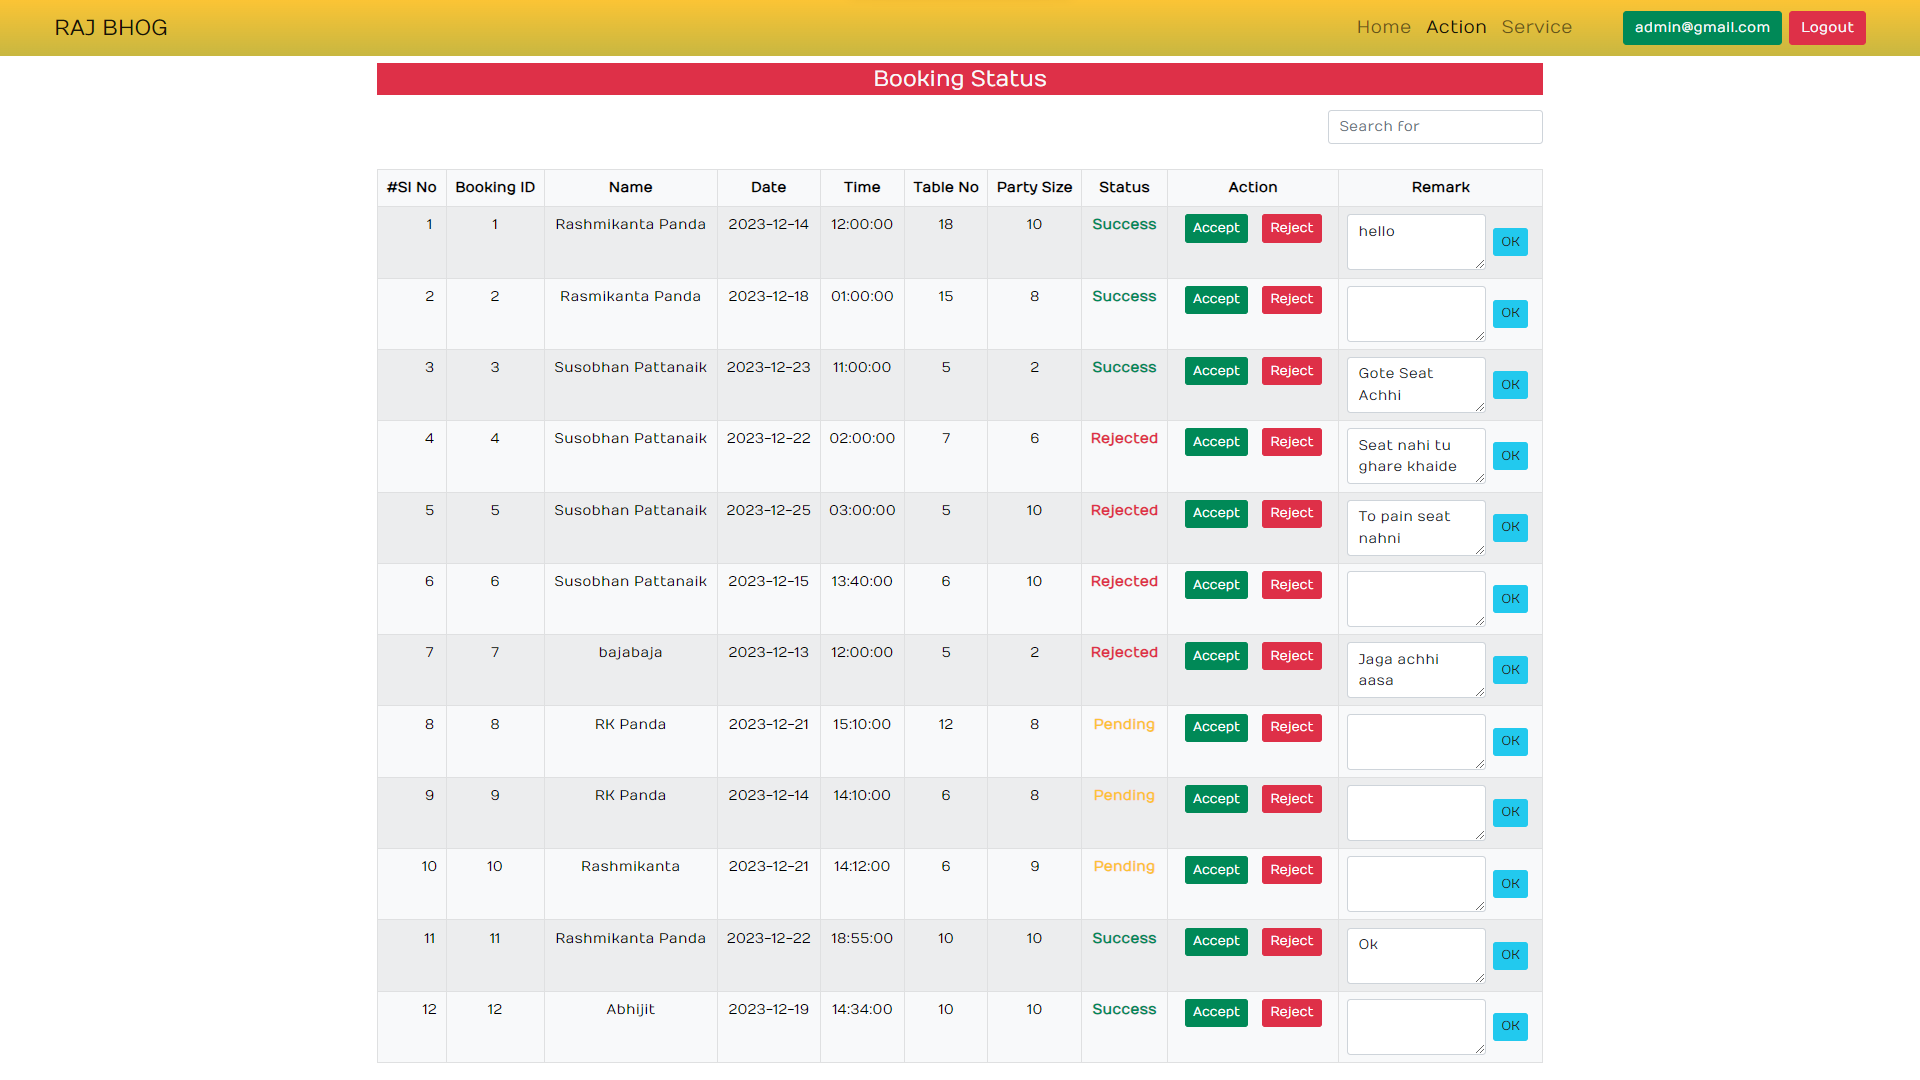 RAJ BHOG Home Action Service admin@gmail.com Logout
Booking Status
Search for
#Sl No Booking ID Name Date Time Table No Party Size Status Action Remark
1 1 Rashmikanta Panda 2023-12-14 12:00:00 18 10 Success Accept Reject hello OK
2 2 Rasmikanta Panda 2023-12-18 01:00:00 15 8 Success Accept Reject OK
3 3 Susobhan Pattanaik 2023-12-23 11:00:00 5 2 Success Accept Reject Gote Seat OK
Achhi
4 4 Susobhan Pattanaik 2023-12-22 02:00:00 7 6 Rejected Accept Reject Seat nahi tu OK
ghare khaide
5 5 Susobhan Pattanaik 2023-12-25 03:00:00 5 10 Rejected Accept Reject To pain seat OK
nahni
6 6 Susobhan Pattanaik 2023-12-15 13:40:00 6 10 Rejected Accept Reject OK
7 7 bajabaja 2023-12-13 12:00:00 5 2 Rejected Accept Reject Jaga achhi OK
aasa
8 8 RK Panda 2023-12-21 15:10:00 12 8 Pending Accept Reject OK
9 9 RK Panda 2023-12-14 14:10:00 6 8 Pending Accept Reject OK
10 10 Rashmikanta 2023-12-21 14:12:00 6 9 Pending Accept Reject OK
11 11 Rashmikanta Panda 2023-12-22 18:55:00 10 10 Success Accept Reject Ok OK
12 12 Abhijit 2023-12-19 14:34:00 10 10 Success Accept Reject OK